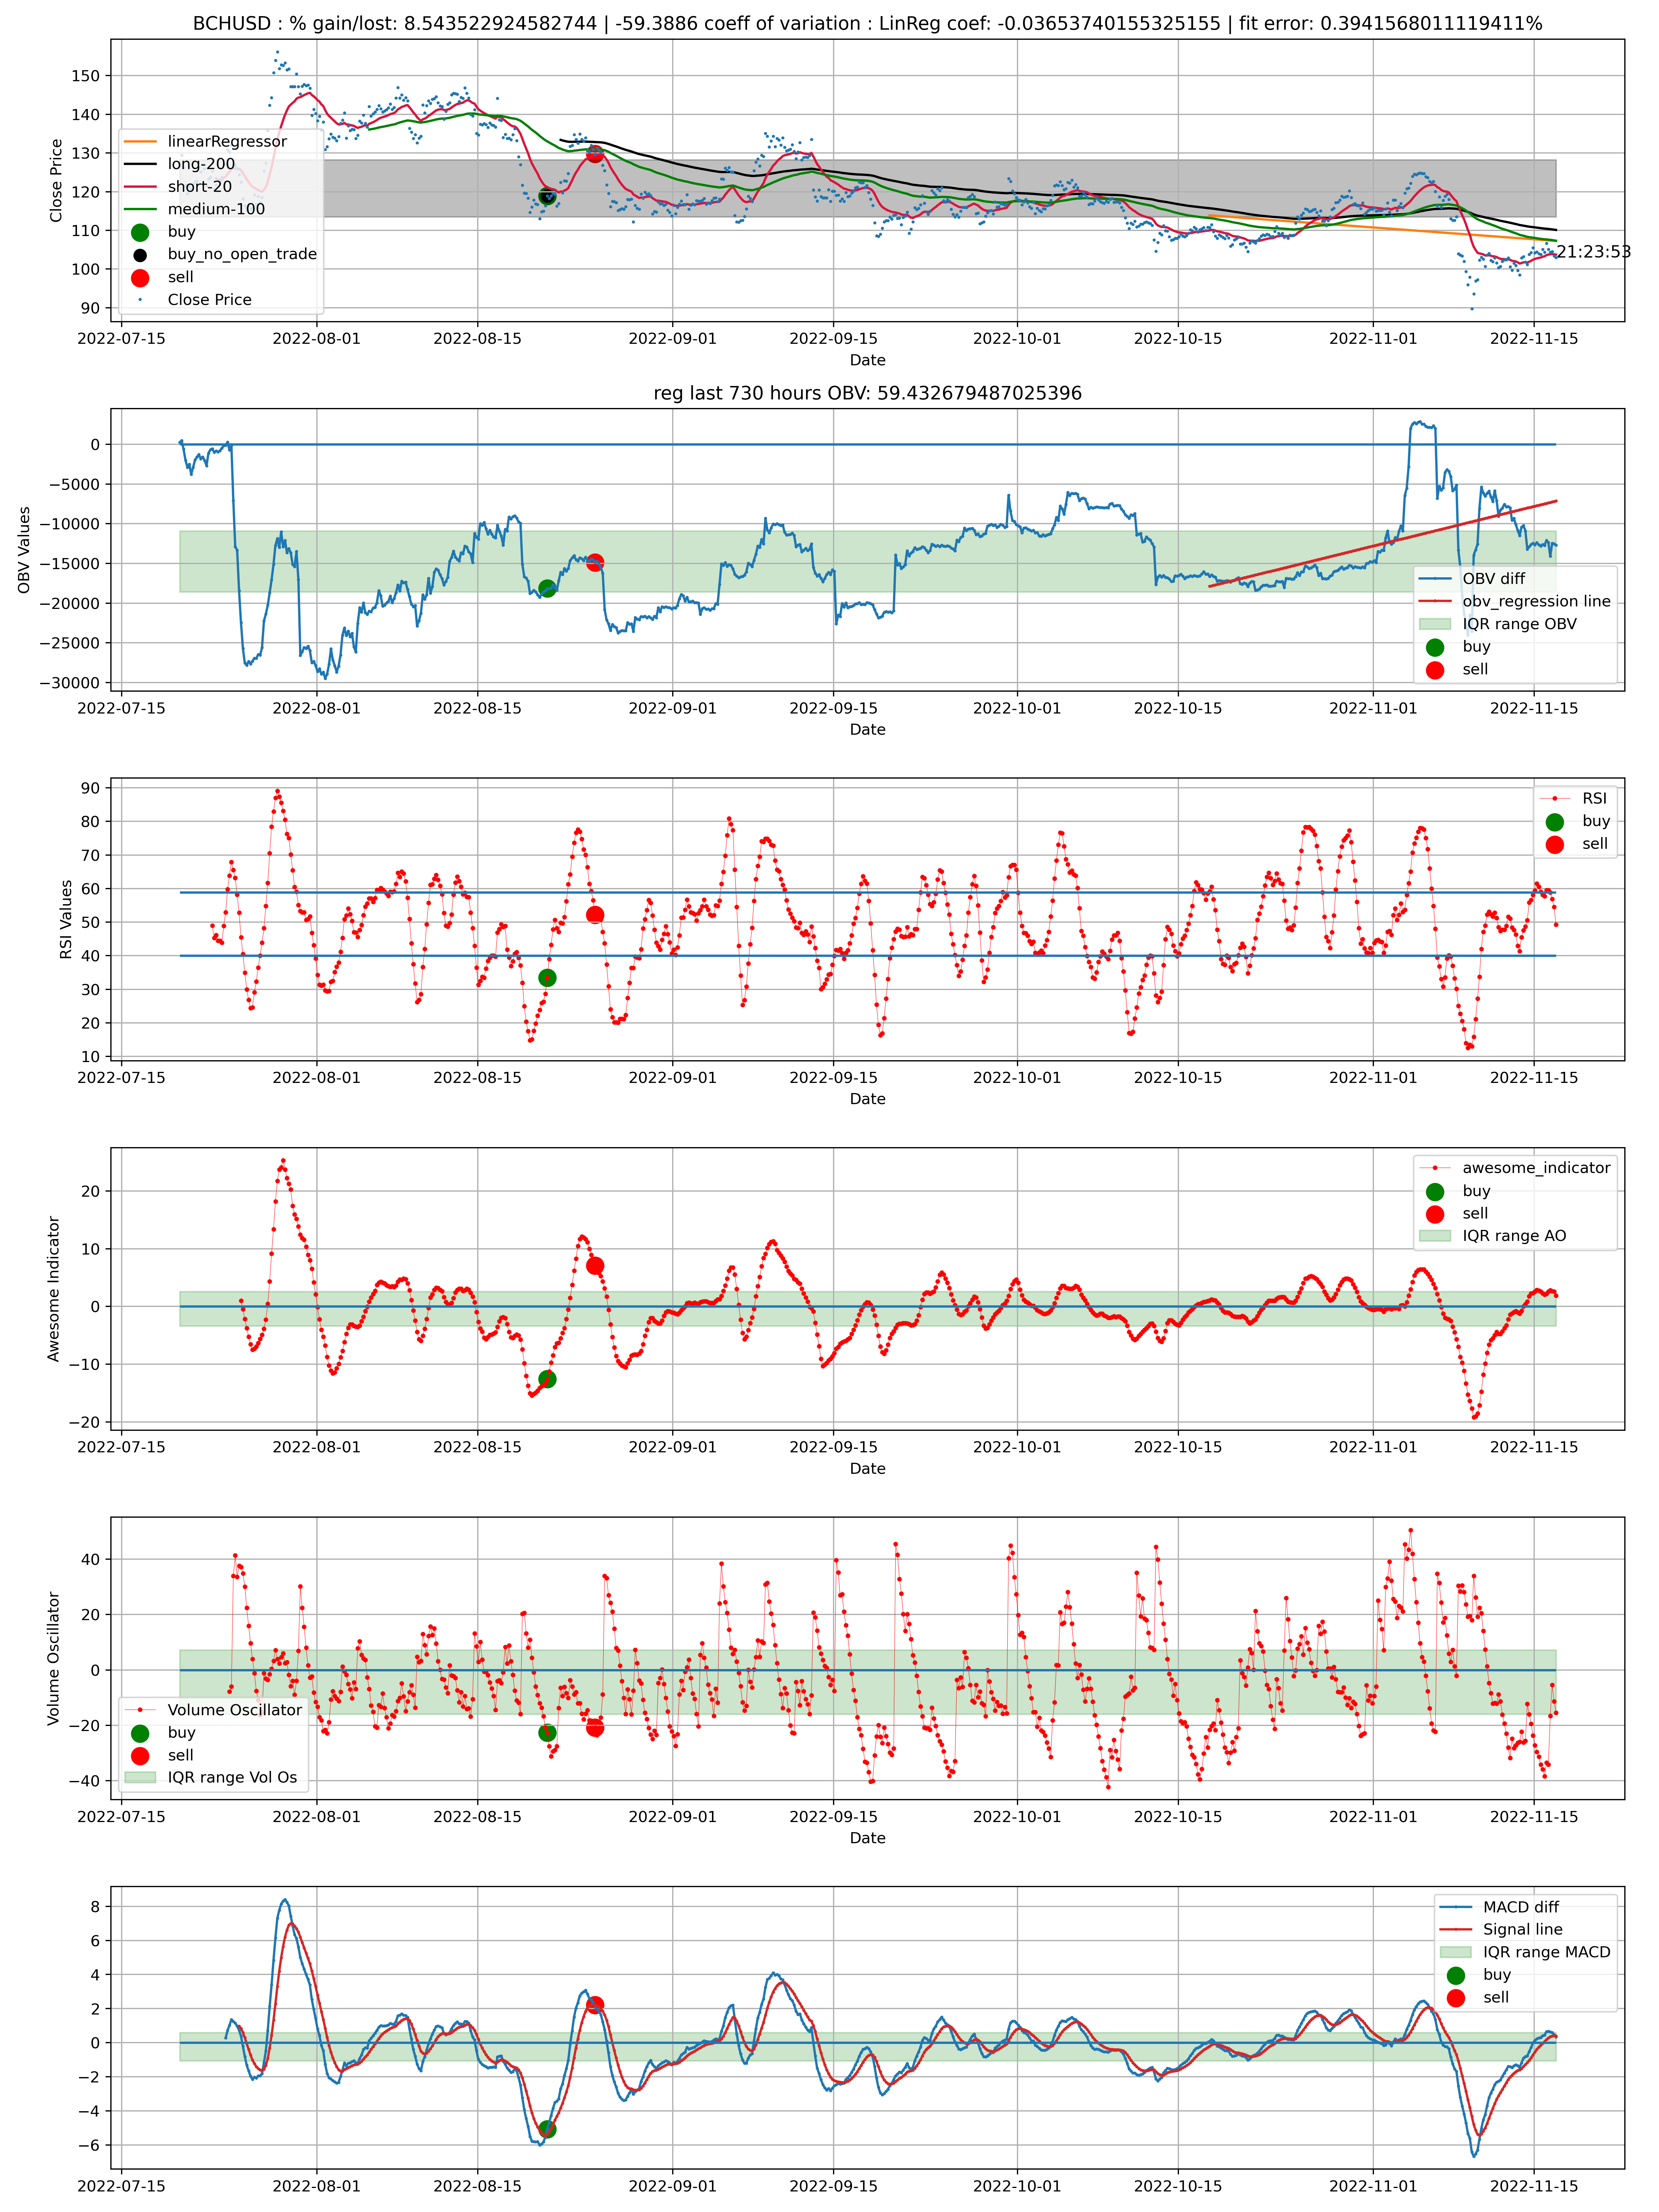 BCHUSD : % gain/lost: 8.543522924582744 | -59.3886 coeff of variation : LinReg coef: -0.03653740155325155 | fit error: 0.3941568011119411%
Close Price
150
140
130
120
110
100
90
linearRegressor
long-200
short-20
medium-100
buy
buy_no_open_trade
sell
Close Price
21:23:53
2022-07-15 2022-08-01 2022-08-15 2022-09-01 2022-09-15 2022-10-01 2022-10-15 2022-11-01 2022-11-15
Date
reg last 730 hours OBV: 59.432679487025396
OBV Values
0
−5000
−10000
−15000
−20000
−25000
−30000
OBV diff
obv_regression line
IQR range OBV
buy
sell
2022-07-15 2022-08-01 2022-08-15 2022-09-01 2022-09-15 2022-10-01 2022-10-15 2022-11-01 2022-11-15
Date
RSI Values
90
80
70
60
50
40
30
20
10
RSI
buy
sell
2022-07-15 2022-08-01 2022-08-15 2022-09-01 2022-09-15 2022-10-01 2022-10-15 2022-11-01 2022-11-15
Date
Awesome Indicator
20
10
0
−10
−20
awesome_indicator
buy
sell
IQR range AO
2022-07-15 2022-08-01 2022-08-15 2022-09-01 2022-09-15 2022-10-01 2022-10-15 2022-11-01 2022-11-15
Date
Volume Oscillator
40
20
0
−20
−40
Volume Oscillator
buy
sell
IQR range Vol Os
2022-07-15 2022-08-01 2022-08-15 2022-09-01 2022-09-15 2022-10-01 2022-10-15 2022-11-01 2022-11-15
Date
8
6
4
2
0
−2
−4
−6
MACD diff
Signal line
IQR range MACD
buy
sell
2022-07-15 2022-08-01 2022-08-15 2022-09-01 2022-09-15 2022-10-01 2022-10-15 2022-11-01 2022-11-15